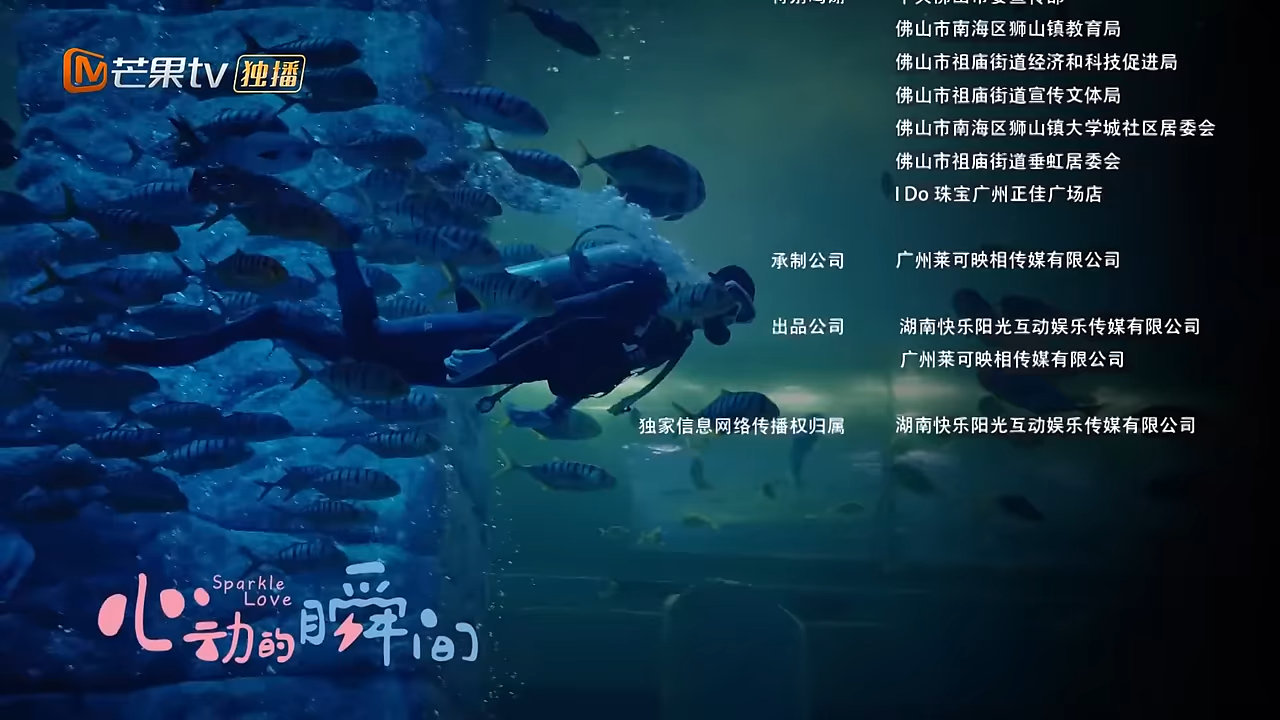 芒果tv 独播
佛山市南海区狮山镇教育局
佛山市祖庙街道经济和科技促进局
佛山市祖庙街道宣传文体局
佛山市南海区狮山镇大学城社区居委会
佛山市祖庙街道垂虹居委会
I Do 珠宝广州正佳广场店
承制公司 广州莱可映相传媒有限公司
出品公司 湖南快乐阳光互动娱乐传媒有限公司
广州莱可映相传媒有限公司
独家信息网络传播权归属 湖南快乐阳光互动娱乐传媒有限公司
Sparkle
Love
心动的瞬间